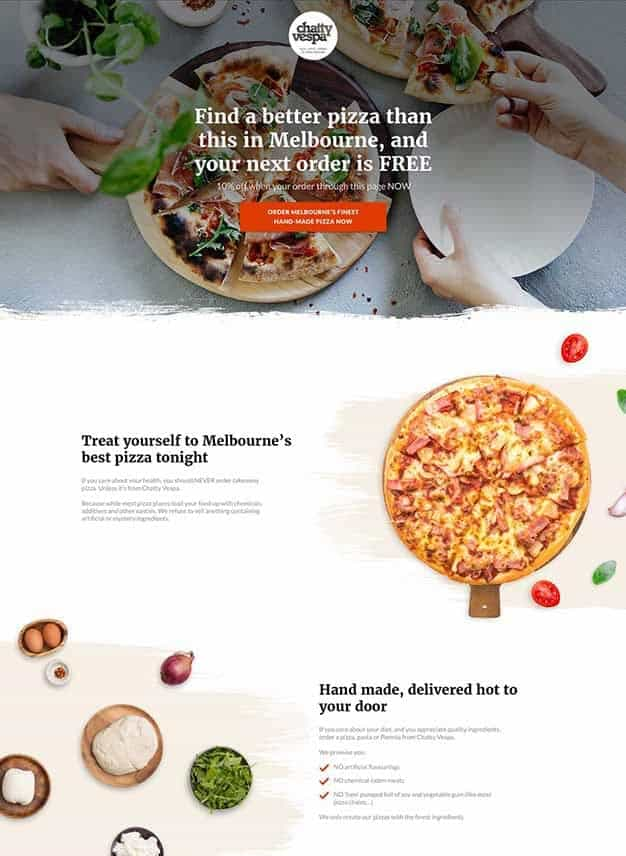 chatty
vespa
Find a better pizza than
this in Melbourne, and
your next order is FREE
10% off when your order through this page NOW
ORDER MELBOURNE'S FINEST
HAND-MADE PIZZA NOW
Treat yourself to Melbourne's
best pizza tonight
If you care about your health, you should NEVER order takeaway
pizza. Unless it's from Chatty Vespa.
Because while most pizza places load your food up with chemicals,
additives and other nasties. We refuse to sell anything containing
artificial or mystery ingredients.
Hand made, delivered hot to
your door
If you care about your diet, and you appreciate quality ingredients,
order a pizza, pasta or Piennia from Chatty Vespa.
We promise you:
NO artificial flavourings
NO chemical-laden meats
NO 'ham' pumped full of soy and vegetable gum (like most
pizza chains...)
We only create our pizzas with the finest ingredients.